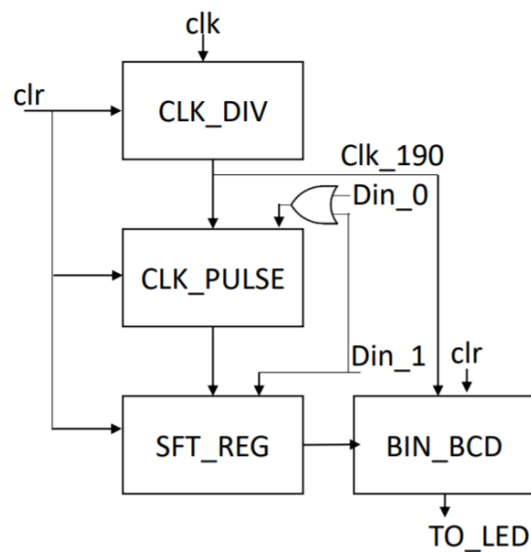 clk
clr
CLK_DIV
Clk_190
Din_0
CLK_PULSE
Din_1
clr
SFT_REG
BIN_BCD
TO_LED